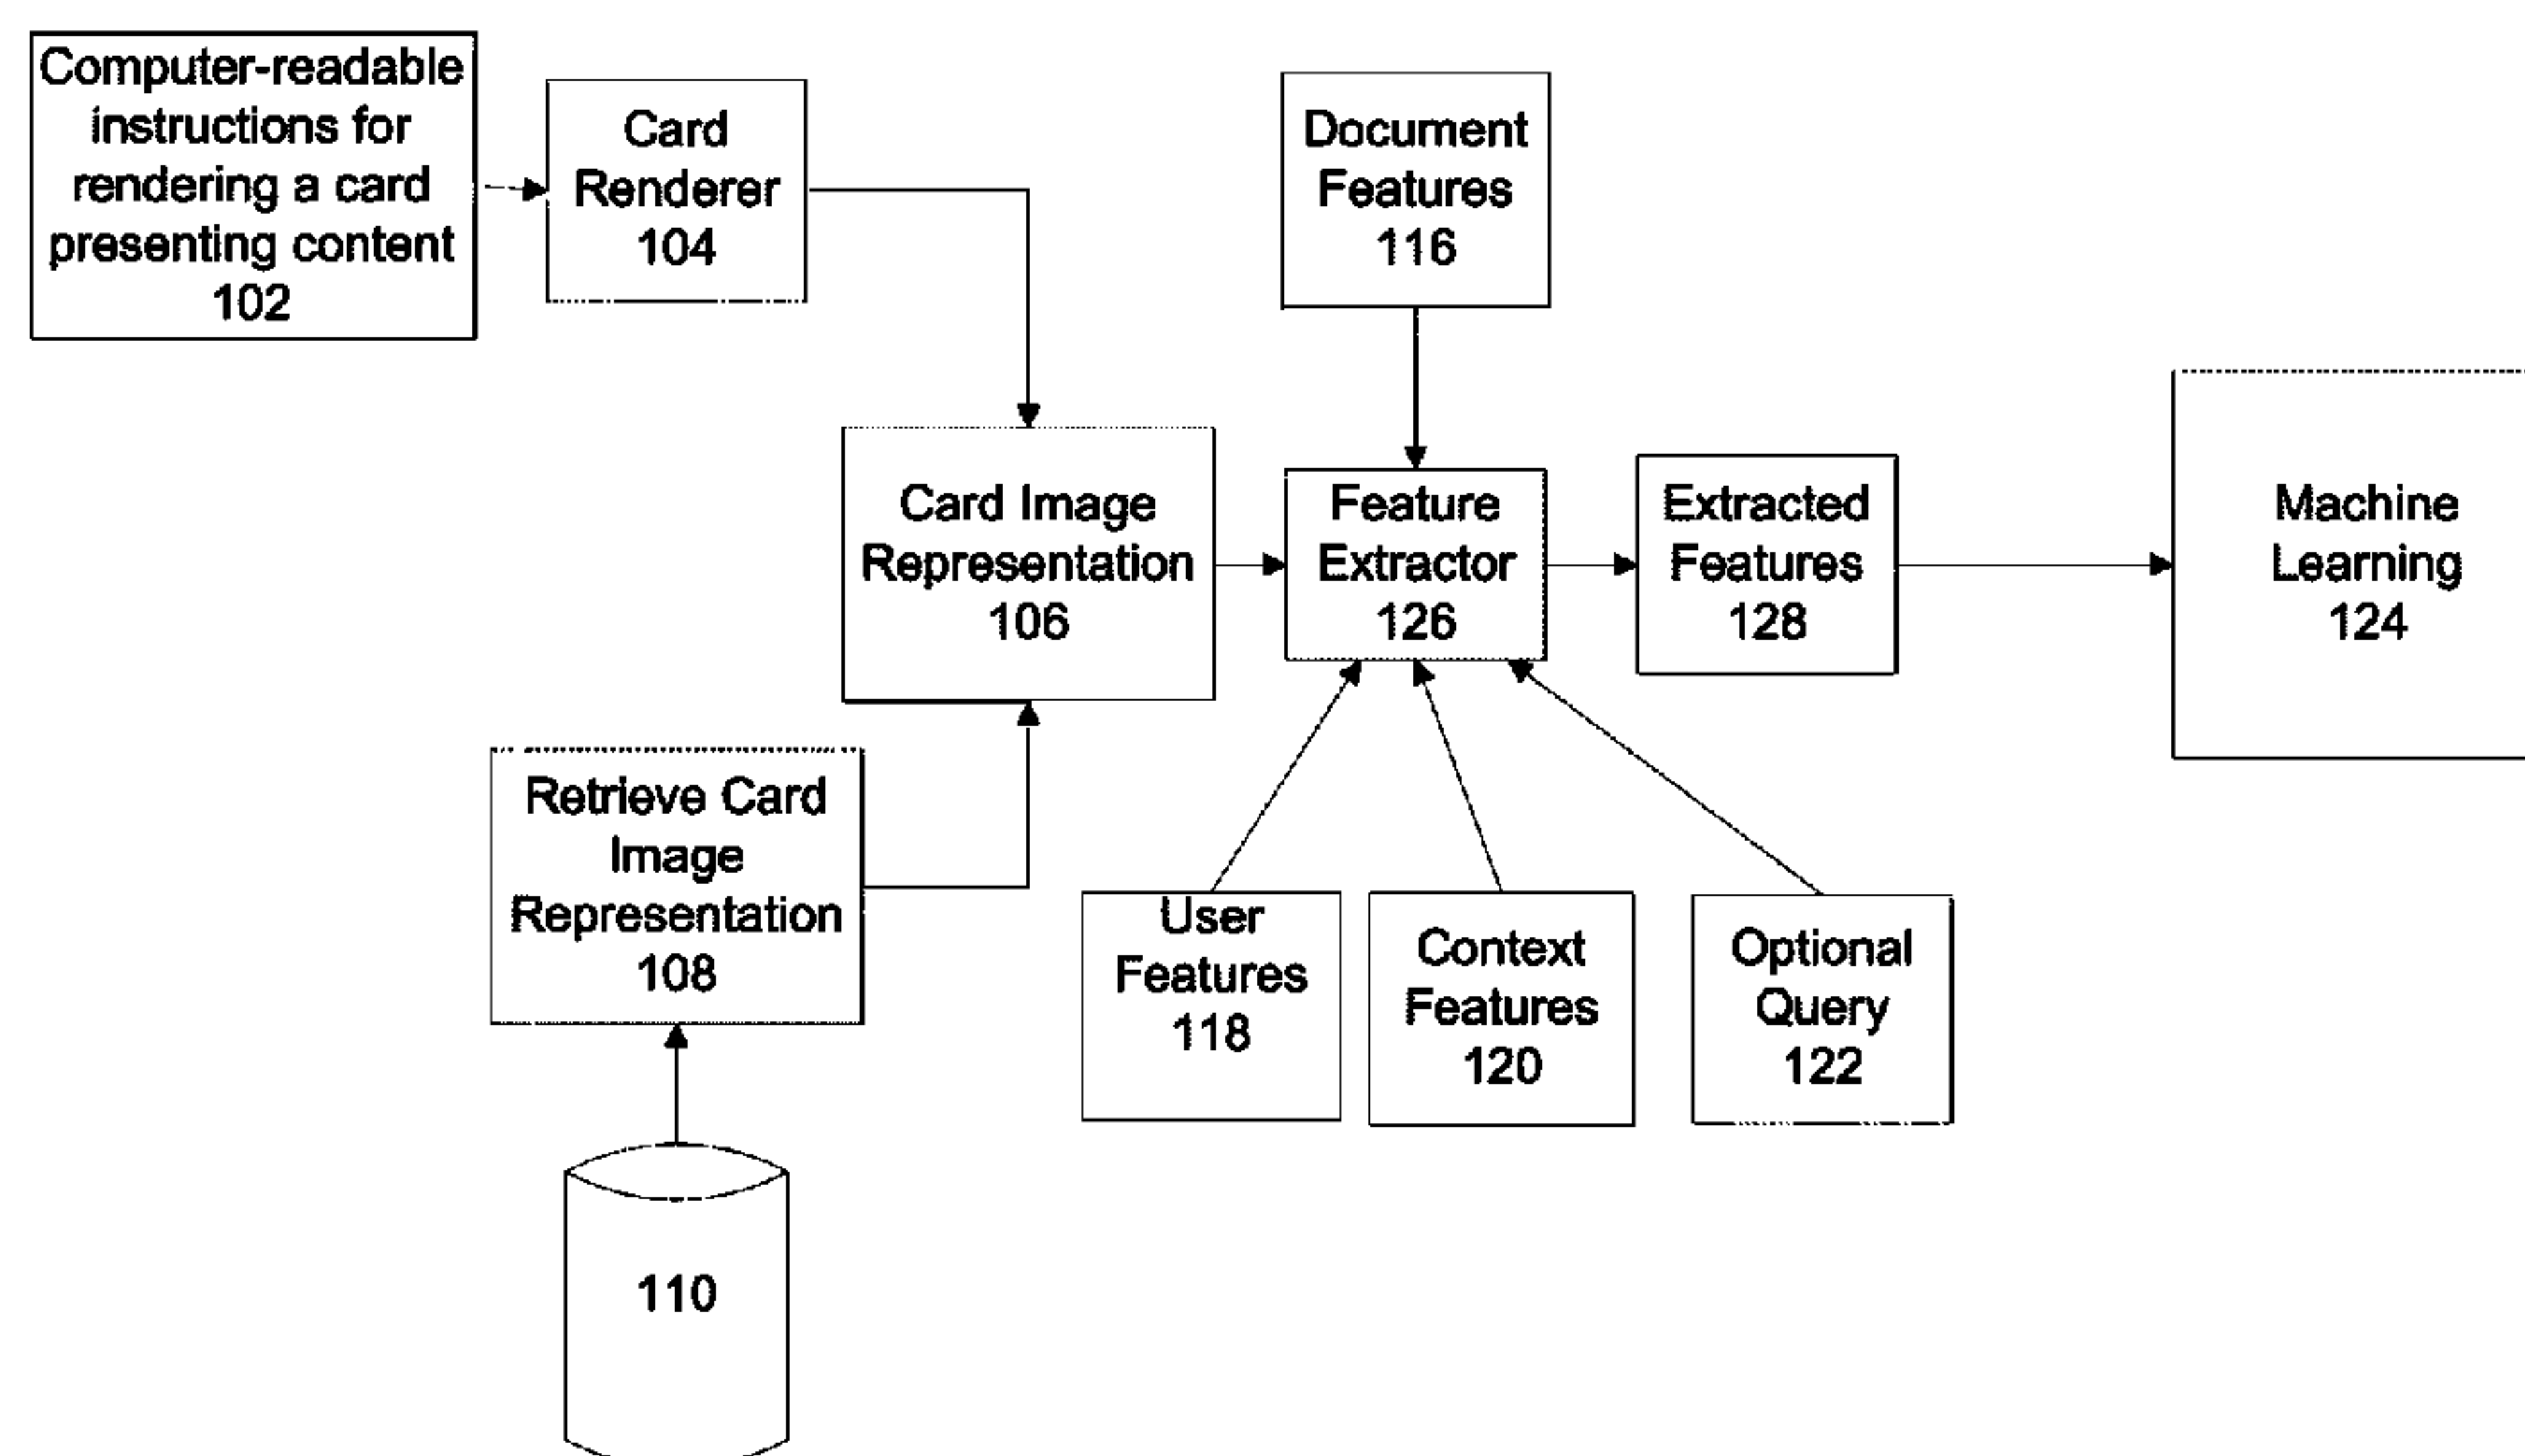 Computer-readable
instructions for
rendering a card
presenting content
102
Card
Renderer
104
Document
Features
116
Card Image
Representation
106
Feature
Extractor
126
Extracted
Features
128
Machine
Learning
124
Retrieve Card
Image
Representation
108
User
Features
118
Context
Features
120
Optional
Query
122
110